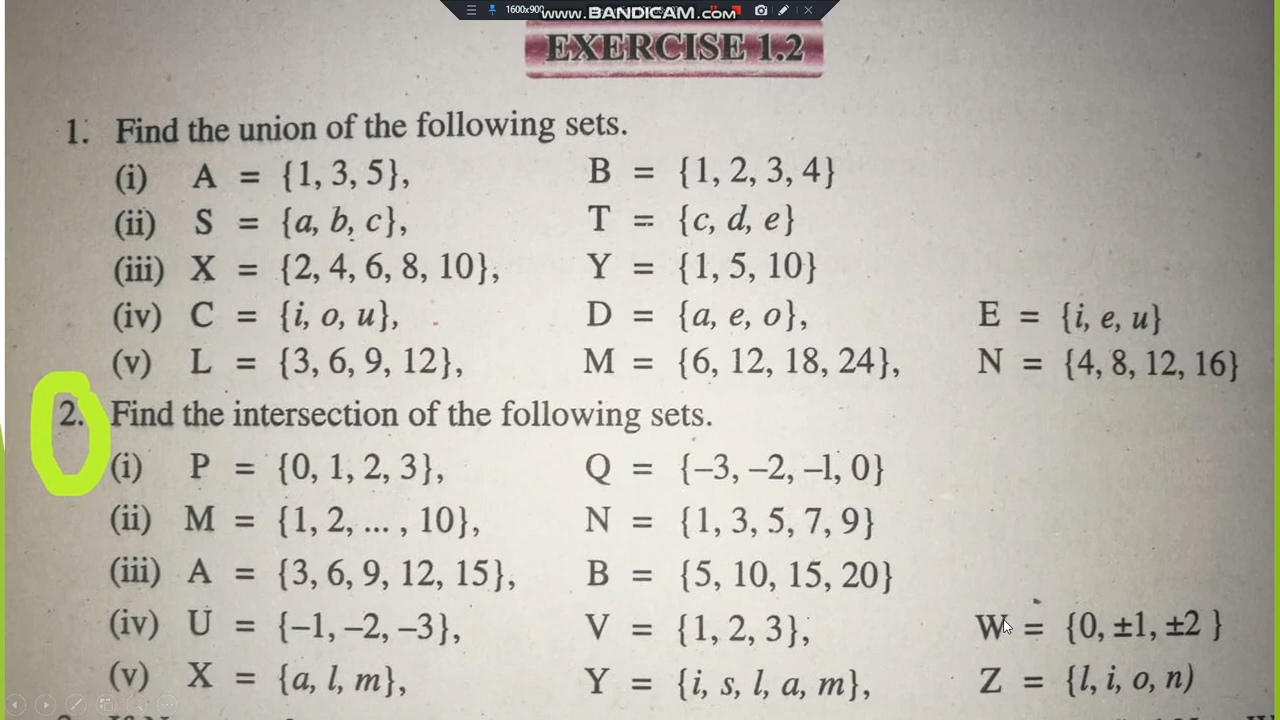 1600x900
www.BANDICAM.com
EXERCISE 1.2
1. Find the union of the following sets.
(i) A = {1, 3, 5}, B = {1, 2, 3, 4}
(ii) S = {a, b, c}, T = {c, d, e}
(iii) X = {2, 4, 6, 8, 10}, Y = {1, 5, 10}
(iv) C = {i, o, u}, D = {a, e, o}, E = {i, e, u}
(v) L = {3, 6, 9, 12}, M = {6, 12, 18, 24}, N = {4, 8, 12, 16}
2. Find the intersection of the following sets.
(i) P = {0, 1, 2, 3}, Q = {–3, –2, –1, 0}
(ii) M = {1, 2, ... , 10}, N = {1, 3, 5, 7, 9}
(iii) A = {3, 6, 9, 12, 15}, B = {5, 10, 15, 20}
(iv) U = {–1, –2, –3}, V = {1, 2, 3}, W = {0, ±1, ±2 }
(v) X = {a, l, m}, Y = {i, s, l, a, m}, Z = {l, i, o, n)